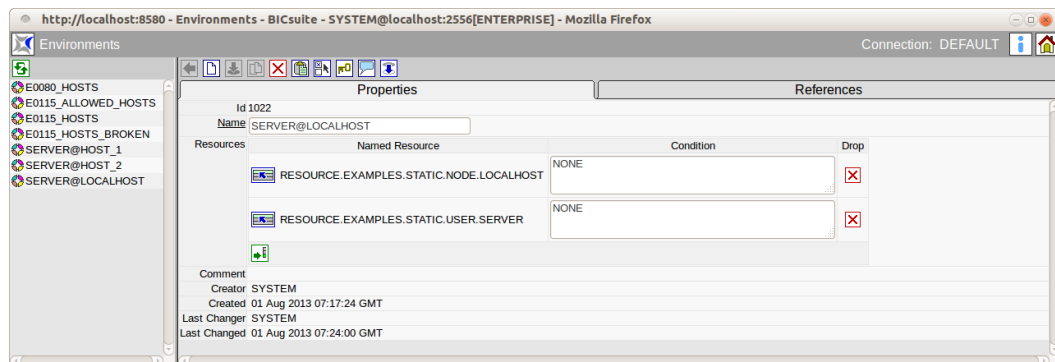 http://localhost:8580 - Environments - BICsuite - SYSTEM@localhost:2556[ENTERPRISE] - Mozilla Firefox
Environments
Connection: DEFAULT
E0080_HOSTS
E0115_ALLOWED_HOSTS
E0115_HOSTS
E0115_HOSTS_BROKEN
SERVER@HOST_1
SERVER@HOST_2
SERVER@LOCALHOST
Properties
References
Id 1022
Name SERVER@LOCALHOST
Resources Named Resource Condition Drop
RESOURCE.EXAMPLES.STATIC.NODE.LOCALHOST NONE
RESOURCE.EXAMPLES.STATIC.USER.SERVER NONE
Comment
Creator SYSTEM
Created 01 Aug 2013 07:17:24 GMT
Last Changer SYSTEM
Last Changed 01 Aug 2013 07:24:00 GMT